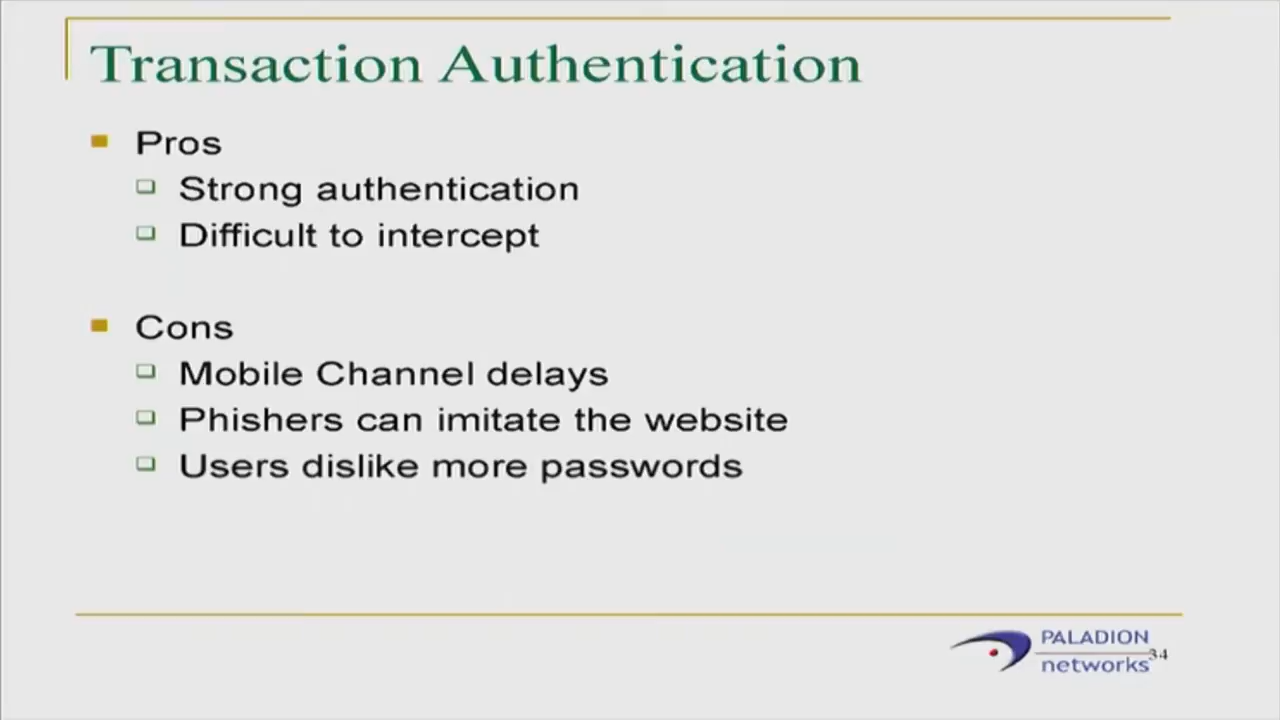 Transaction Authentication
Pros
Strong authentication
Difficult to intercept
Cons
Mobile Channel delays
Phishers can imitate the website
Users dislike more passwords
PALADION
networks
34